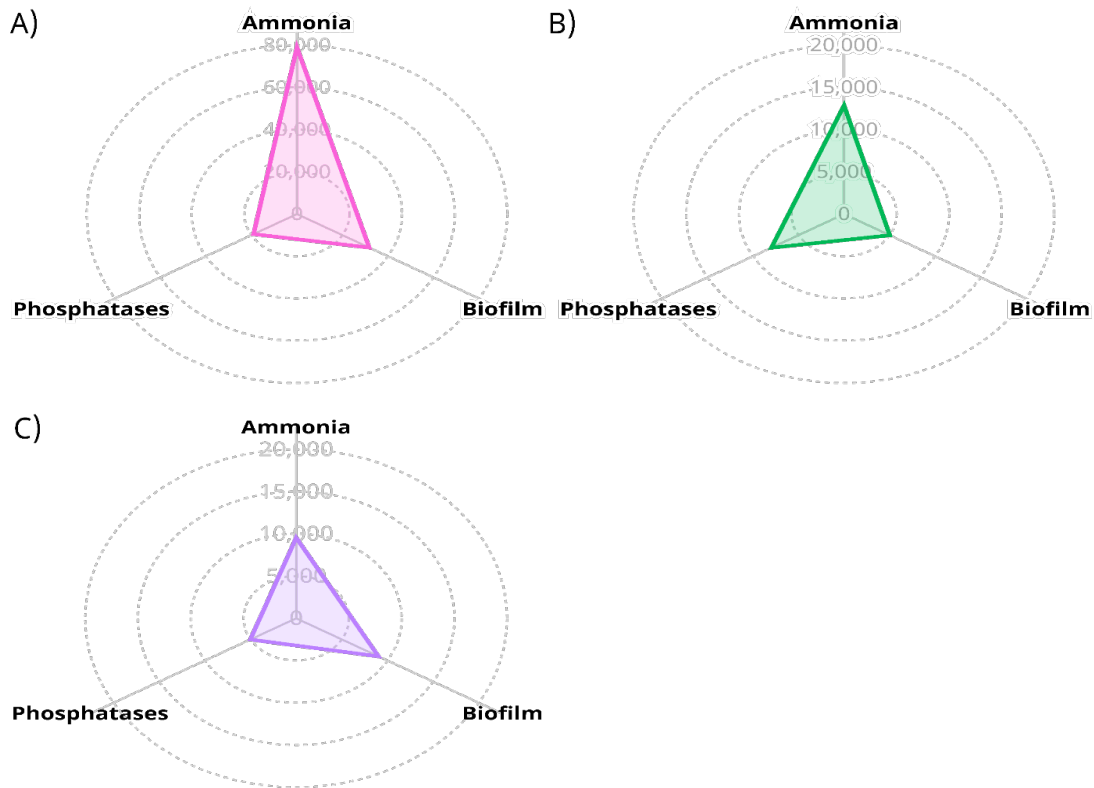 A)
Ammonia
80,000
60,000
40,000
20,000
0
Phosphatases
Biofilm
B)
Ammonia
20,000
15,000
10,000
5,000
0
Phosphatases
Biofilm
C)
Ammonia
20,000
15,000
10,000
5,000
0
Phosphatases
Biofilm